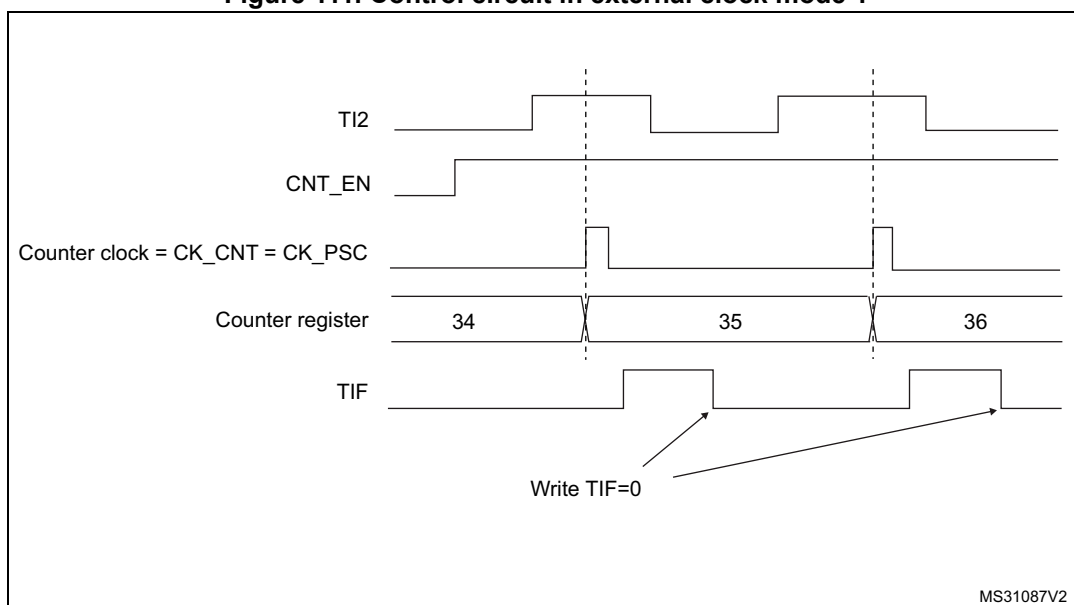 TI2
CNT_EN
Counter clock = CK_CNT = CK_PSC
Counter register 34 35 36
TIF
Write TIF=0
MS31087V2